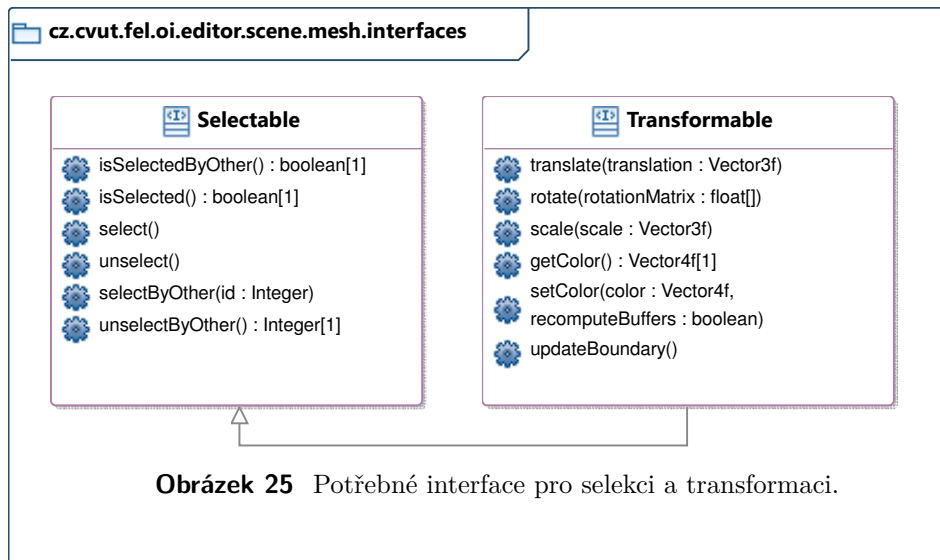 cz.cvut.fel.oi.editor.scene.mesh.interfaces
Selectable
isSelectedByOther() : boolean[1]
isSelected() : boolean[1]
select()
unselect()
selectByOther(id : Integer)
unselectByOther() : Integer[1]
Transformable
translate(translation : Vector3f)
rotate(rotationMatrix : float[])
scale(scale : Vector3f)
getColor() : Vector4f[1]
setColor(color : Vector4f,
recomputeBuffers : boolean)
updateBoundary()
Obrázek 25 Potřebné interface pro selekci a transformaci.